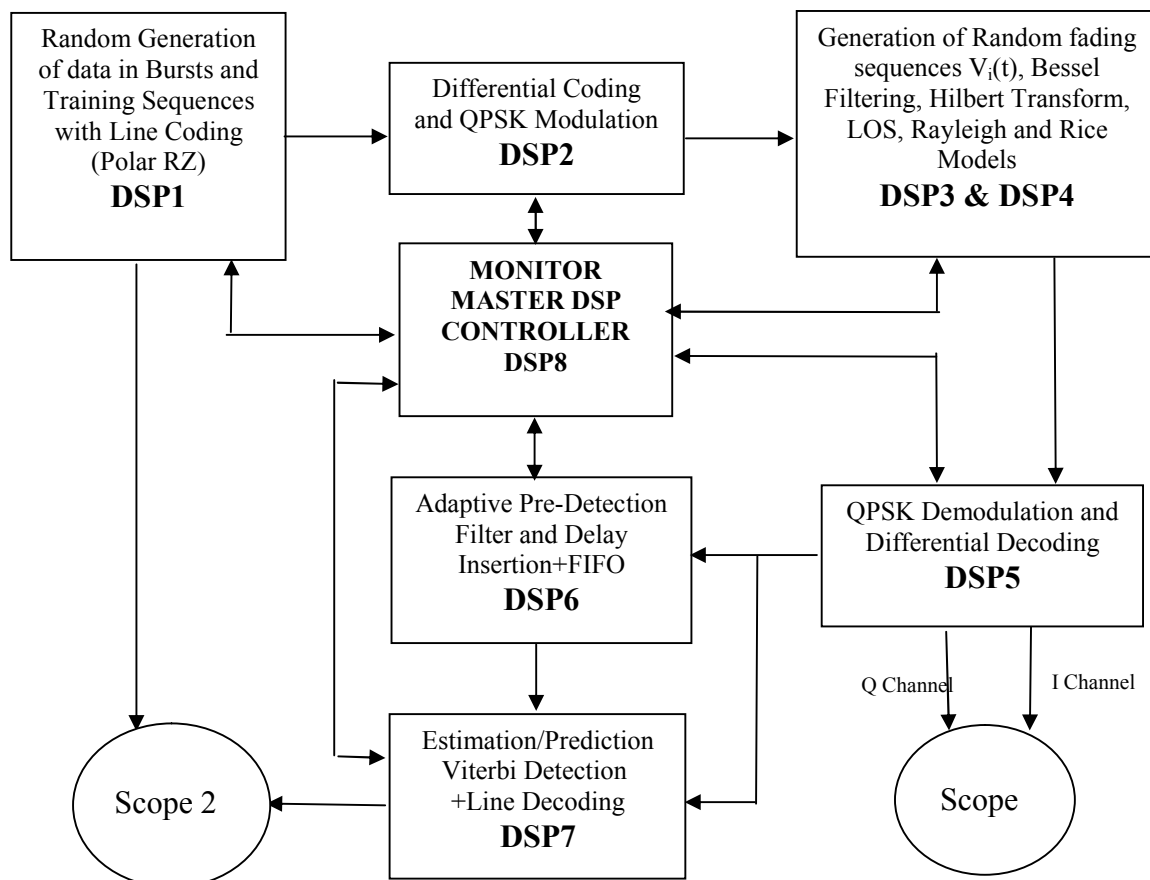 Random Generation
of data in Bursts and
Training Sequences
with Line Coding
(Polar RZ)
DSP1
Differential Coding
and QPSK Modulation
DSP2
Generation of Random fading
sequences Vi(t), Bessel
Filtering, Hilbert Transform,
LOS, Rayleigh and Rice
Models
DSP3 & DSP4
MONITOR
MASTER DSP
CONTROLLER
DSP8
Adaptive Pre-Detection
Filter and Delay
Insertion+FIFO
DSP6
QPSK Demodulation and
Differential Decoding
DSP5
Q Channel
I Channel
Estimation/Prediction
Viterbi Detection
+Line Decoding
DSP7
Scope 2
Scope